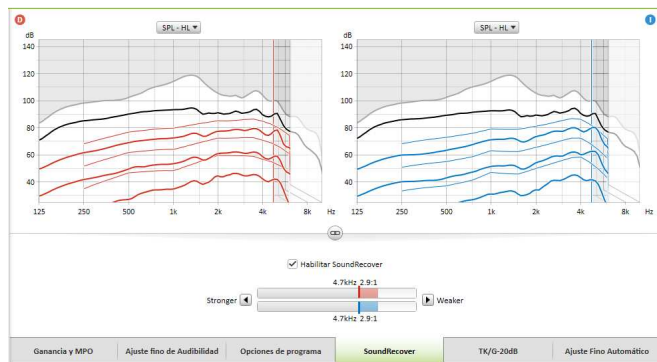 D
SPL - HL
SPL - HL
I
dB
dB
140
120
100
80
60
40
125 250 500 1k 2k 4k 8k Hz
140
120
100
80
60
40
125 250 500 1k 2k 4k 8k Hz
Habilitar SoundRecover
4.7kHz 2.9:1
Stronger Weaker
4.7kHz 2.9:1
Ganancia y MPO Ajuste fino de Audibilidad Opciones de programa SoundRecover TK/G-20dB Ajuste Fino Automático